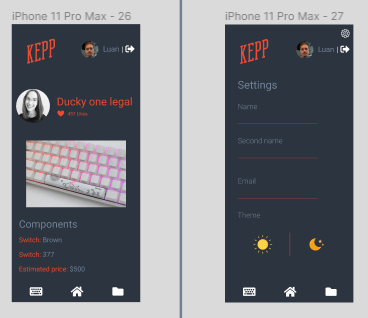 iPhone 11 Pro Max - 26
KEPP
Luan |
Ducky one legal
457 Likes
Components
Switch: Brown
Switch: 377
Estimated price: $500
iPhone 11 Pro Max - 27
KEPP
Luan |
Settings
Name
Second name
Email
Theme